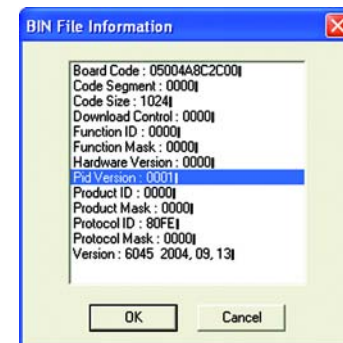 BIN File Information
Board Code : 05004A8C2C00
Code Segment : 0000
Code Size : 1024
Download Control : 0000
Function ID : 0000
Function Mask : 0000
Hardware Version : 0000
Pid Version : 0001
Product ID : 0000
Product Mask : 0000
Protocol ID : 80FE
Protocol Mask : 0000
Version : 6045 2004, 09, 13
OK
Cancel